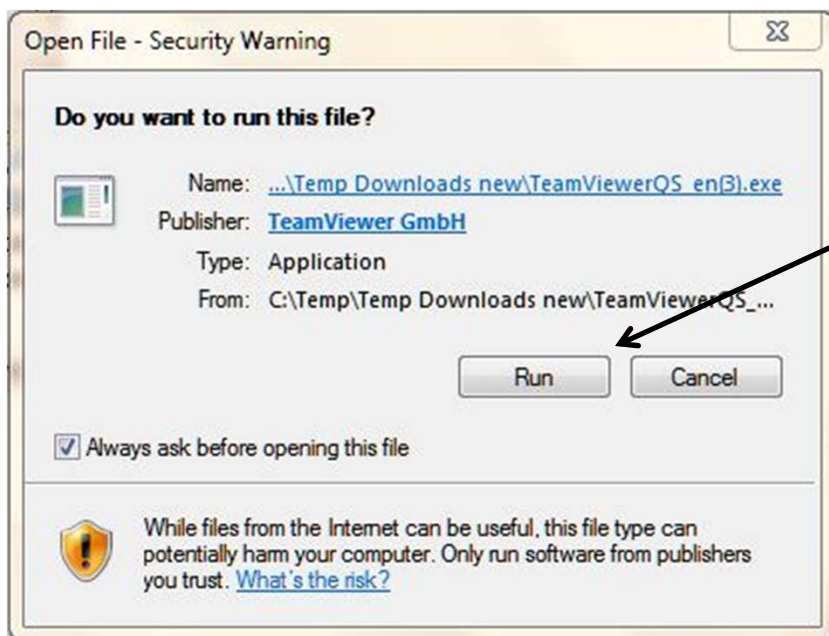 Open File - Security Warning
Do you want to run this file?
Name: ...\Temp Downloads new\TeamViewerQS_en(3).exe
Publisher: TeamViewer GmbH
Type: Application
From: C:\Temp\Temp Downloads new\TeamViewerQS_...
Run Cancel
Always ask before opening this file
While files from the Internet can be useful, this file type can
potentially harm your computer. Only run software from publishers
you trust. What's the risk?